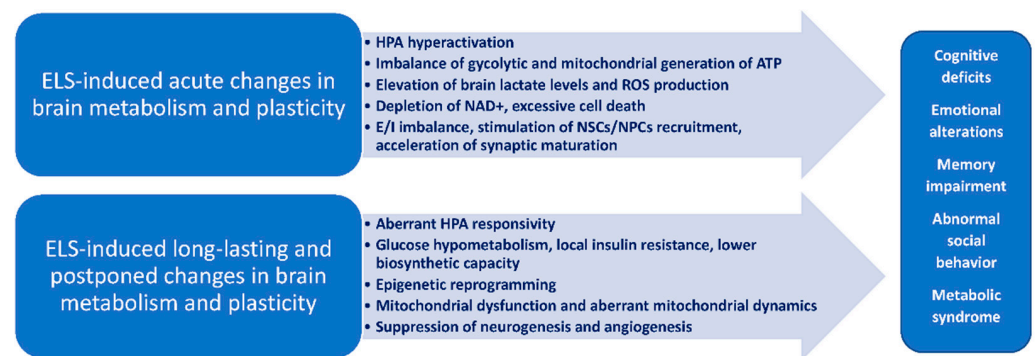 ELS-induced acute changes in
brain metabolism and plasticity
• HPA hyperactivation
• Imbalance of gycolytic and mitochondrial generation of ATP
• Elevation of brain lactate levels and ROS production
• Depletion of NAD+, excessive cell death
• E/I imbalance, stimulation of NSCs/NPCs recruitment,
acceleration of synaptic maturation
ELS-induced long-lasting and
postponed changes in brain
metabolism and plasticity
• Aberrant HPA responsivity
• Glucose hypometabolism, local insulin resistance, lower
biosynthetic capacity
• Epigenetic reprogramming
• Mitochondrial dysfunction and aberrant mitochondrial dynamics
• Suppression of neurogenesis and angiogenesis
Cognitive
deficits
Emotional
alterations
Memory
impairment
Abnormal
social
behavior
Metabolic
syndrome